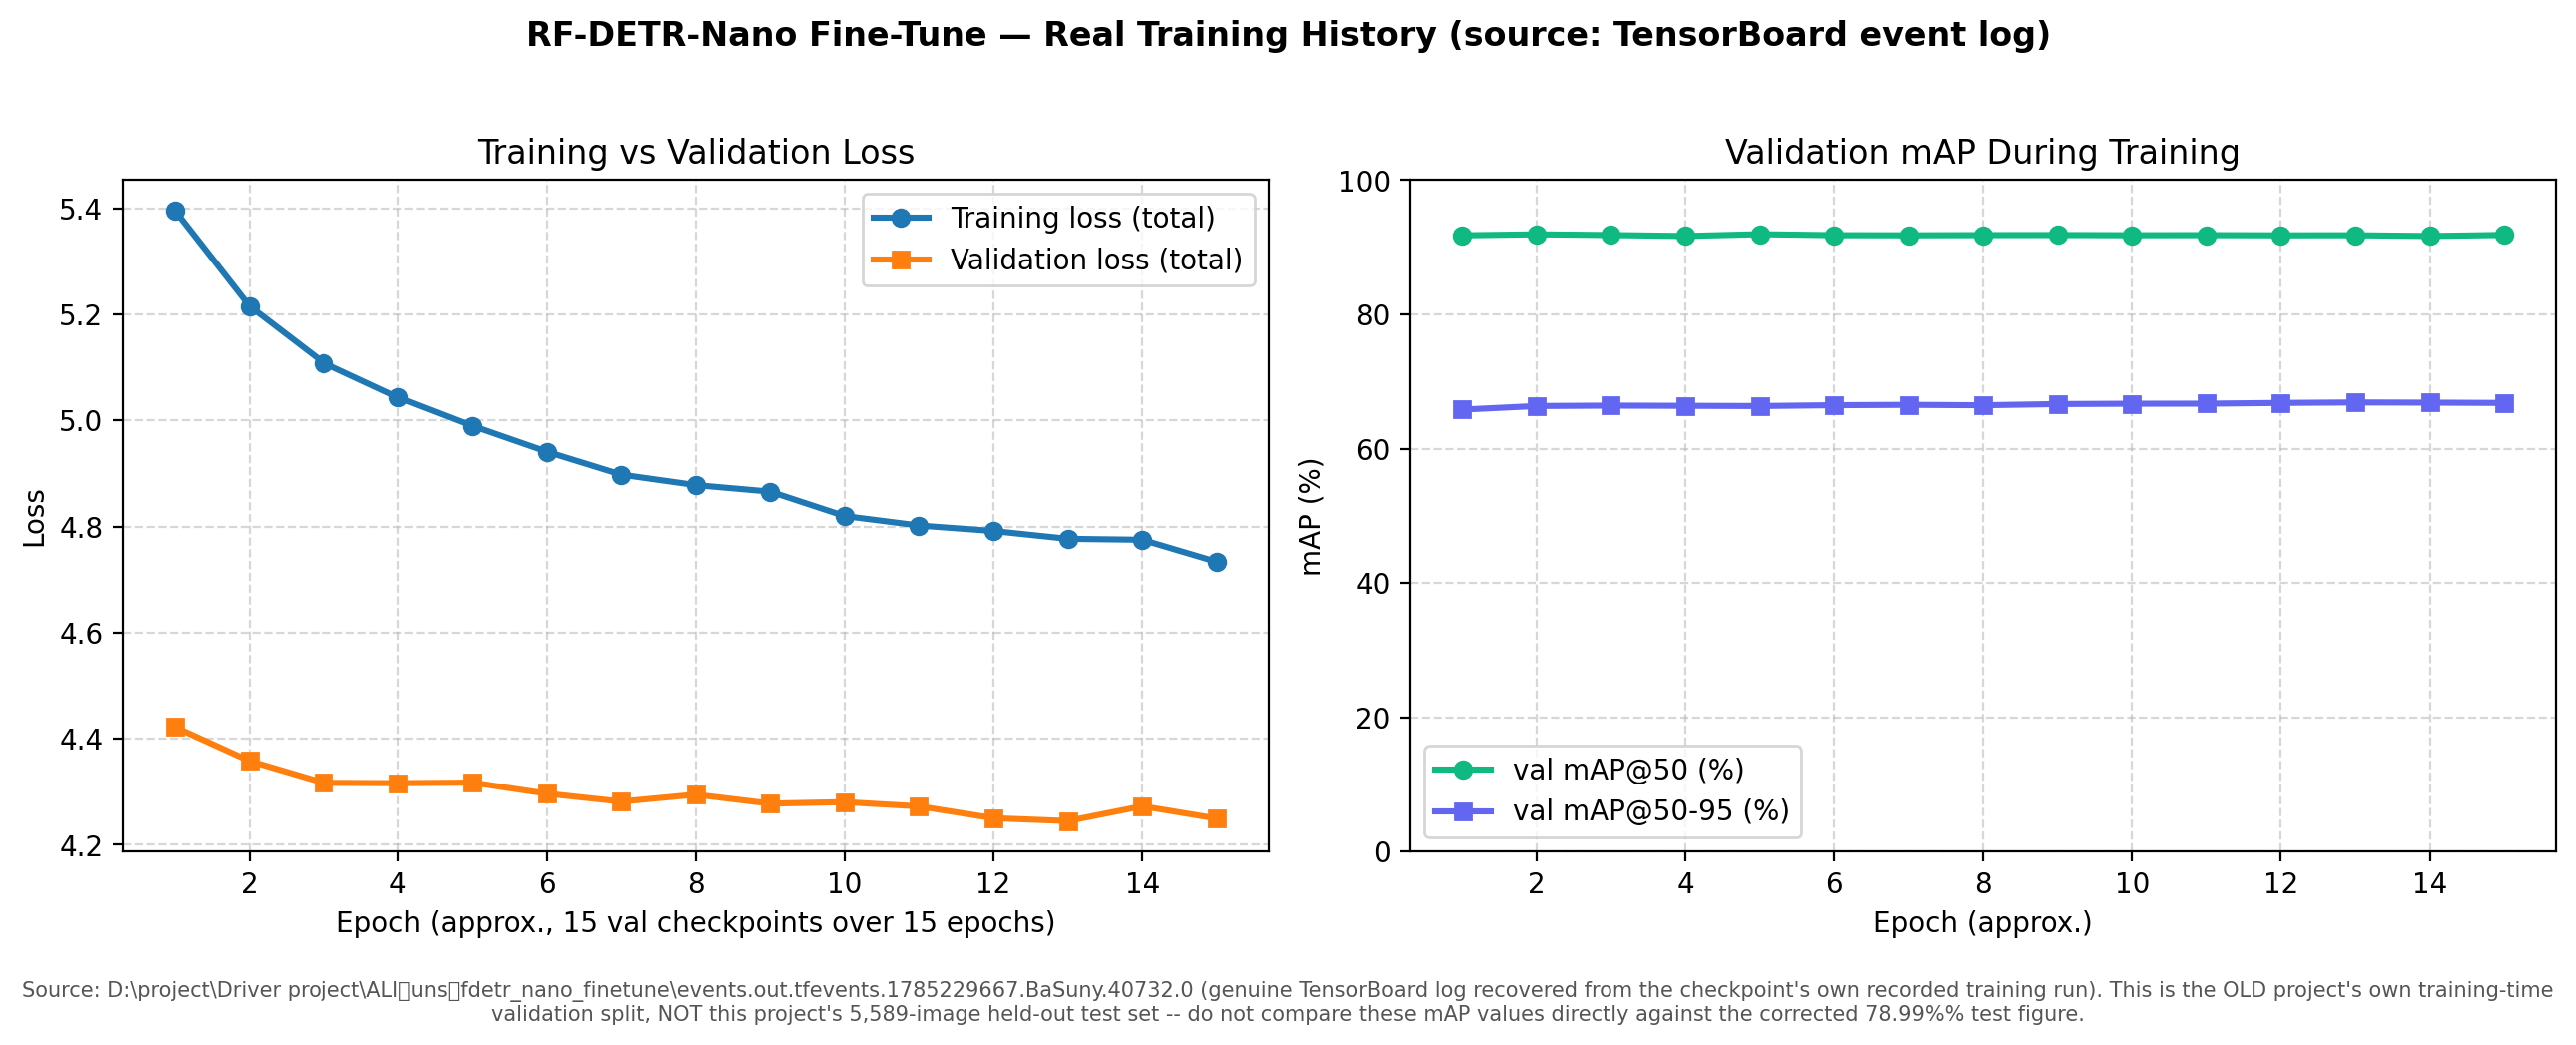 RF-DETR-Nano Fine-Tune — Real Training History (source: TensorBoard event log)
Training vs Validation Loss
5.4
5.2
5.0
4.8
4.6
4.4
4.2
Loss
Training loss (total)
Validation loss (total)
2 4 6 8 10 12 14
Epoch (approx., 15 val checkpoints over 15 epochs)
Validation mAP During Training
100
80
60
40
20
0
mAP (%)
val mAP@50 (%)
val mAP@50-95 (%)
2 4 6 8 10 12 14
Epoch (approx.)
Source: D:\project\Driver project\ALI▯uns▯fdetr_nano_finetune\events.out.tfevents.1785229667.BaSuny.40732.0 (genuine TensorBoard log recovered from the checkpoint's own recorded training run). This is the OLD project's own training-time
validation split, NOT this project's 5,589-image held-out test set -- do not compare these mAP values directly against the corrected 78.99%% test figure.